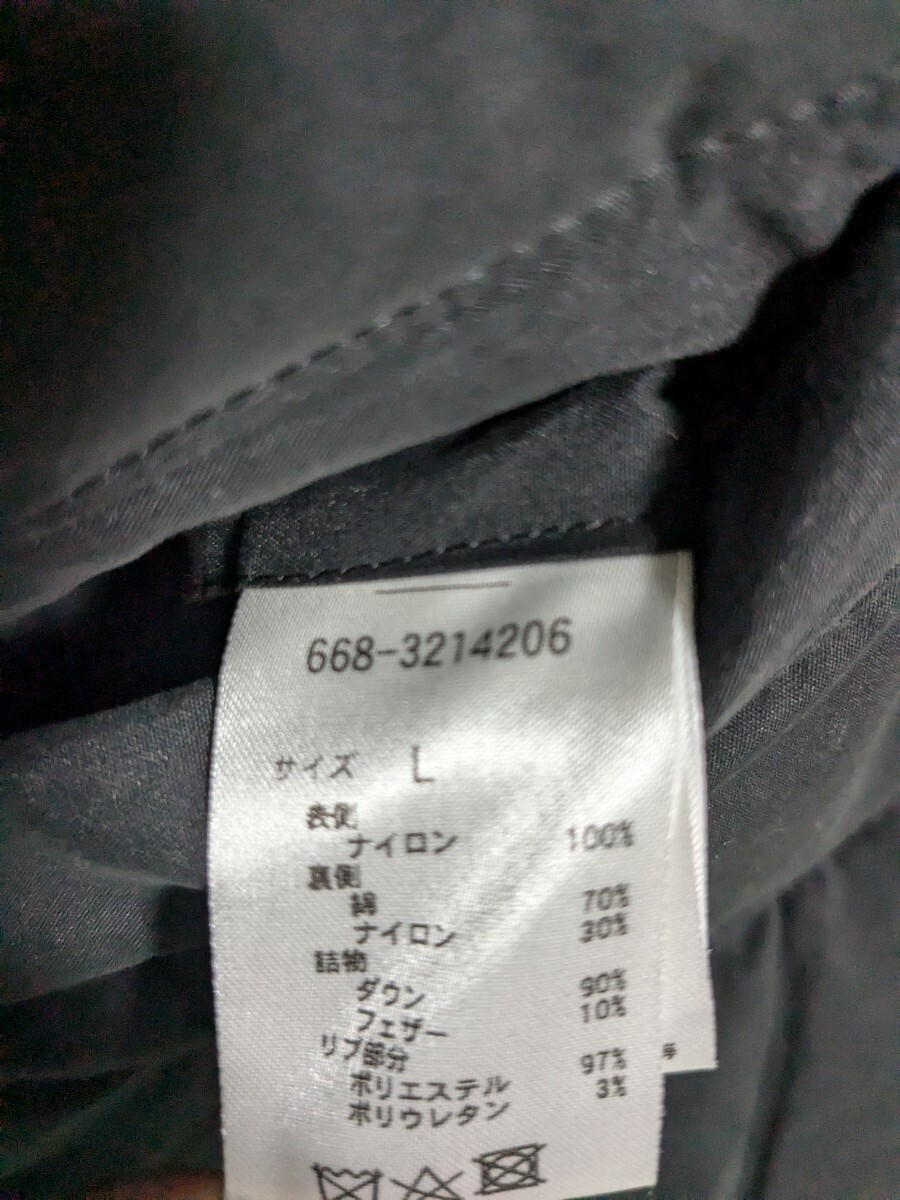 668-3214206
サイズ L
表側
ナイロン 100%
裏側
綿 70%
ナイロン 30%
詰物
ダウン 90%
フェザー 10%
リブ部分
ポリエステル 97%
ポリウレタン 3%